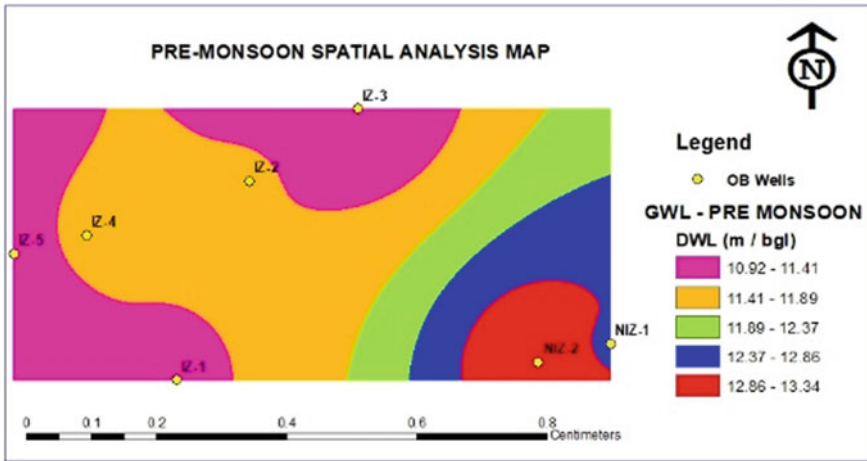 PRE-MONSOON SPATIAL ANALYSIS MAP
N
IZ-3
IZ-2
IZ-4
IZ-5
IZ-1
NIZ-1
NIZ-2
Legend
OB Wells
GWL - PRE MONSOON
DWL (m / bgl)
10.92 - 11.41
11.41 - 11.89
11.89 - 12.37
12.37 - 12.86
12.86 - 13.34
0 0.1 0.2 0.4 0.6 0.8
Centimeters